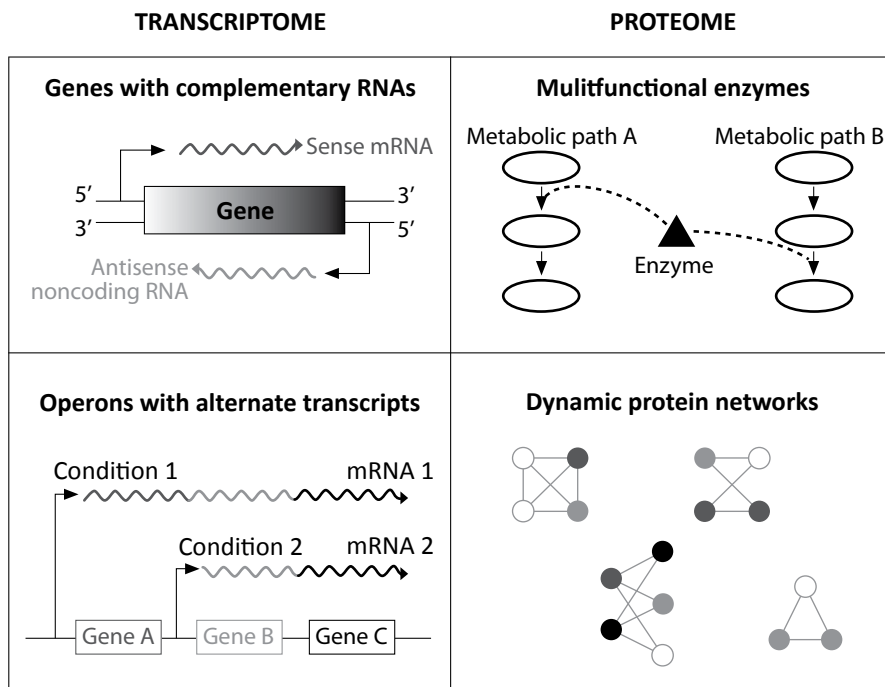 TRANSCRIPTOME
PROTEOME
Genes with complementary RNAs
Sense mRNA
5′
3′
Gene
3′
5′
Antisense
noncoding RNA
Mulitfunctional enzymes
Metabolic path A
Metabolic path B
Enzyme
Operons with alternate transcripts
Condition 1
mRNA 1
Condition 2
mRNA 2
Gene A
Gene B
Gene C
Dynamic protein networks